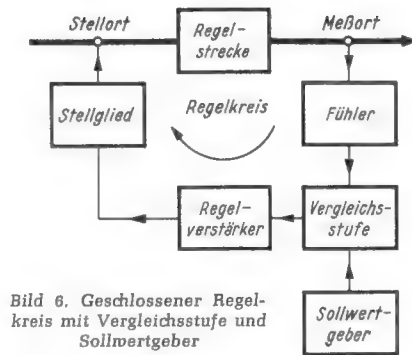 Stellort
Regel-
strecke
Meßort
Stellglied
Regelkreis
Fühler
Regel-
verstärker
Vergleichs-
stufe
Sollwert-
geber
Bild 6. Geschlossener Regel-
kreis mit Vergleichsstufe und
Sollwertgeber